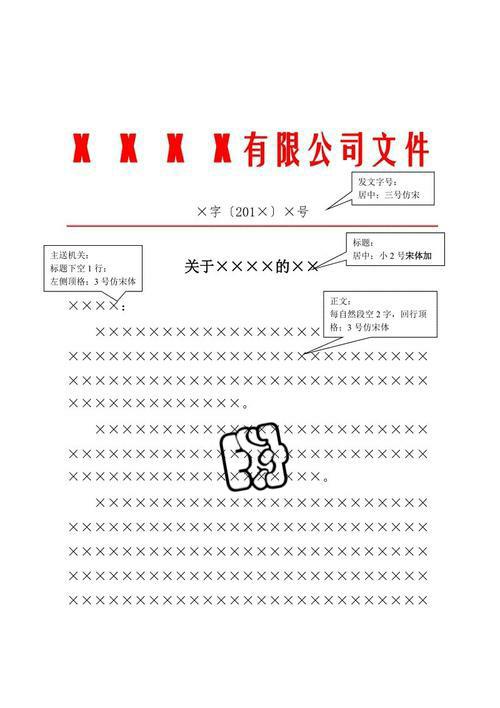 ××××有限公司文件
发文字号：
居中：三号仿宋
×字〔201×〕×号
标题：
居中：小2号宋体加
关于××××的××
主送机关：
标题下空1行；
左侧顶格：3号仿宋体
××××：
正文：
每自然段空2字，回行顶
格：3号仿宋体
×××××××××××××××××
×××××××××××××××××××××××××××
×××××××××××××××××××××××××××
×××××××××××××。
×××××××××××××××××××××××××
×××××××××××××××××××××××××××
×××××××××××××××××××。
×××××××××××××××××××××××××
×××××××××××××××××××××××××××
×××××××××××××××××××××××××××
×××××××××××××××××××××××××××
×××××××××××××××××××××××××××